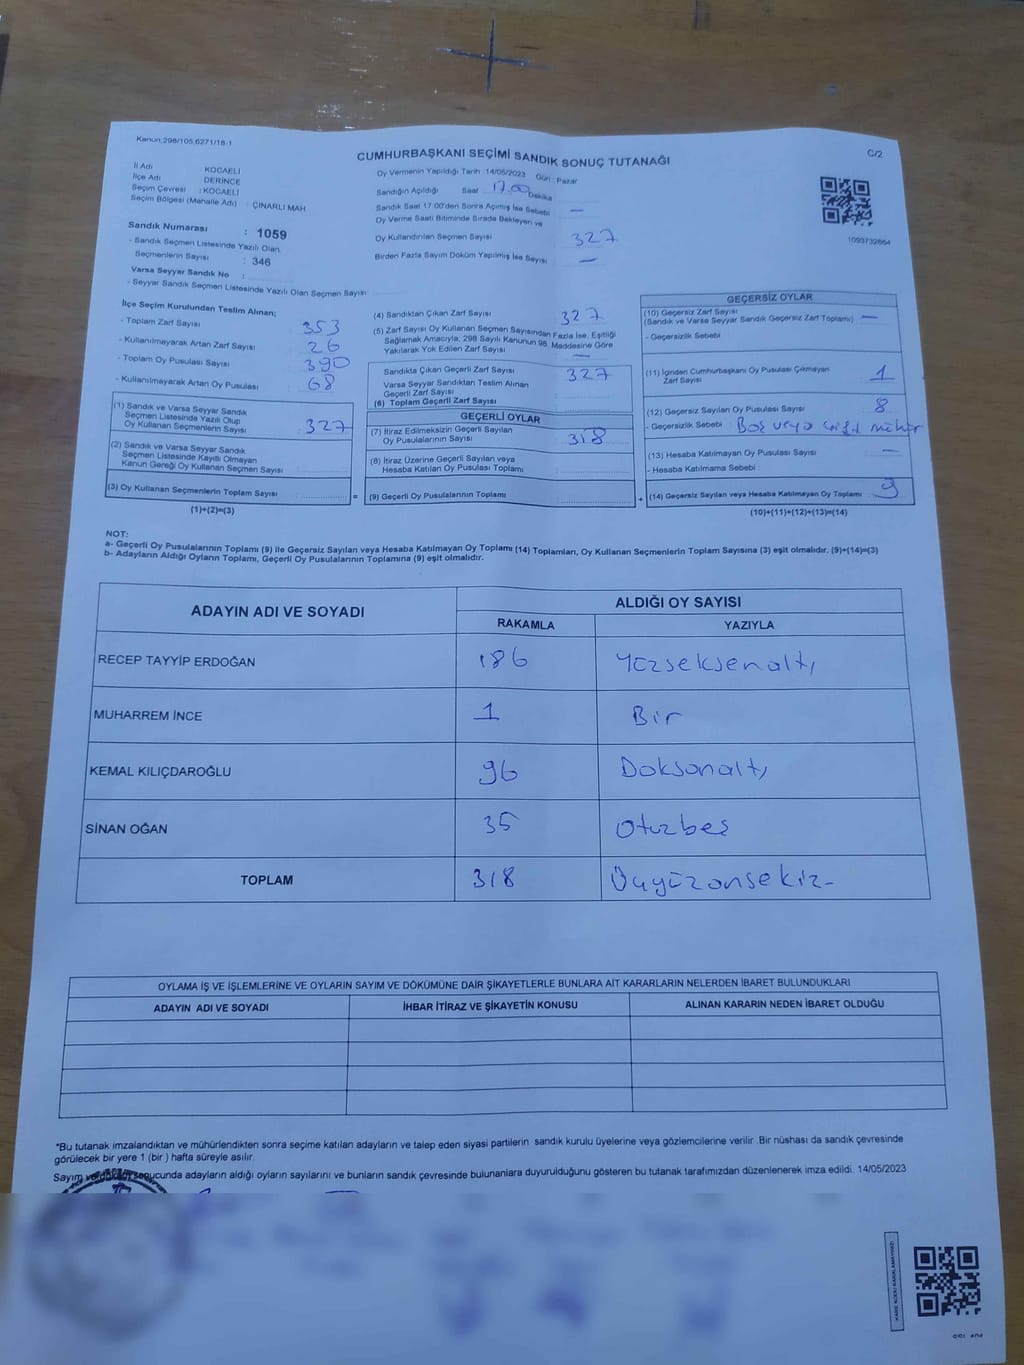 Kanun:298/105,6271/18-1
C/2
CUMHURBAŞKANI SEÇİMİ SANDIK SONUÇ TUTANAĞI
İl Adı : KOCAELİ
İlçe Adı : DERİNCE
Seçim Çevresi : KOCAELİ
Seçim Bölgesi (Mahalle Adı) : ÇINARLI MAH
Sandık Numarası : 1059
- Sandık Seçmen Listesinde Yazılı Olan
Seçmenlerin Sayısı : 346
Varsa Seyyar Sandık No :
- Seyyar Sandık Seçmen Listesinde Yazılı Olan Seçmen Sayısı:
Oy Vermenin Yapıldığı Tarih : 14/05/2023 Gün : Pazar
Sandığın Açıldığı Saat 17.00 Dakika
Sandık Saat 17:00'den Sonra Açılmış İse Sebebi : —
Oy Verme Saati Bitiminde Sırada Bekleyen ve
Oy Kullandırılan Seçmen Sayısı 327
Birden Fazla Sayım Döküm Yapılmış İse Sayısı : —
1093732664
İlçe Seçim Kurulundan Teslim Alınan;
- Toplam Zarf Sayısı : 353
- Kullanılmayarak Artan Zarf Sayısı : 26
- Toplam Oy Pusulası Sayısı : 390
- Kullanılmayarak Artan Oy Pusulası : 68
(1) Sandık ve Varsa Seyyar Sandık
Seçmen Listesinde Yazılı Olup
Oy Kullanan Seçmenlerin Sayısı : 327
(2) Sandık ve Varsa Seyyar Sandık
Seçmen Listesinde Kayıtlı Olmayan
Kanun Gereği Oy Kullanan Seçmen Sayısı :
(3) Oy Kullanan Seçmenlerin Toplam Sayısı :
(1)+(2)=(3)
(4) Sandıktan Çıkan Zarf Sayısı : 327
(5) Zarf Sayısı Oy Kullanan Seçmen Sayısından Fazla İse, Eşitliği
Sağlamak Amacıyla, 298 Sayılı Kanunun 98. Maddesine Göre
Yakılarak Yok Edilen Zarf Sayısı : —
Sandıkta Çıkan Geçerli Zarf Sayısı : 327
Varsa Seyyar Sandıktan Teslim Alınan
Geçerli Zarf Sayısı :
(6) Toplam Geçerli Zarf Sayısı :
GEÇERLİ OYLAR
(7) İtiraz Edilmeksizin Geçerli Sayılan
Oy Pusulalarının Sayısı : 318
(8) İtiraz Üzerine Geçerli Sayılan veya
Hesaba Katılan Oy Pusulası Toplamı :
= (9) Geçerli Oy Pusulalarının Toplamı :
GEÇERSİZ OYLAR
(10) Geçersiz Zarf Sayısı
(Sandık ve Varsa Seyyar Sandık Geçersiz Zarf Toplamı) : —
- Geçersizlik Sebebi
(11) İçinden Cumhurbaşkanı Oy Pusulası Çıkmayan
Zarf Sayısı : 1
(12) Geçersiz Sayılan Oy Pusulası Sayısı : 8
- Geçersizlik Sebebi : Boş veya çift mühür
(13) Hesaba Katılmayan Oy Pusulası Sayısı : —
- Hesaba Katılmama Sebebi :
+ (14) Geçersiz Sayılan veya Hesaba Katılmayan Oy Toplamı : 9
(10)+(11)+(12)+(13)=(14)
NOT:
a- Geçerli Oy Pusulalarının Toplamı (9) ile Geçersiz Sayılan veya Hesaba Katılmayan Oy Toplamı (14) Toplamları, Oy Kullanan Seçmenlerin Toplam Sayısına (3) eşit olmalıdır. (9)+(14)=(3)
b- Adayların Aldığı Oyların Toplamı, Geçerli Oy Pusulalarının Toplamına (9) eşit olmalıdır.
ADAYIN ADI VE SOYADI
ALDIĞI OY SAYISI
RAKAMLA YAZIYLA
RECEP TAYYİP ERDOĞAN 186 Yüzseksenaltı
MUHARREM İNCE 1 Bir
KEMAL KILIÇDAROĞLU 96 Doksanaltı
SİNAN OĞAN 35 Otuzbeş
TOPLAM 318 Üçyüzonsekiz-
OYLAMA İŞ VE İŞLEMLERİNE VE OYLARIN SAYIM VE DÖKÜMÜNE DAİR ŞİKAYETLERLE BUNLARA AİT KARARLARIN NELERDEN İBARET BULUNDUKLARI
ADAYIN ADI VE SOYADI İHBAR İTİRAZ VE ŞİKAYETİN KONUSU ALINAN KARARIN NEDEN İBARET OLDUĞU
*Bu tutanak imzalandıktan ve mühürlendikten sonra seçime katılan adayların ve talep eden siyasi partilerin sandık kurulu üyelerine veya gözlemcilerine verilir. Bir nüshası da sandık çevresinde
görülecek bir yere 1 (bir) hafta süreyle asılır.
Sayım ve döküm sonucunda adayların aldığı oyların sayılarını ve bunların sandık çevresinde bulunanlara duyurulduğunu gösteren bu tutanak tarafımızdan düzenlenerek imza edildi. 14/05/2023